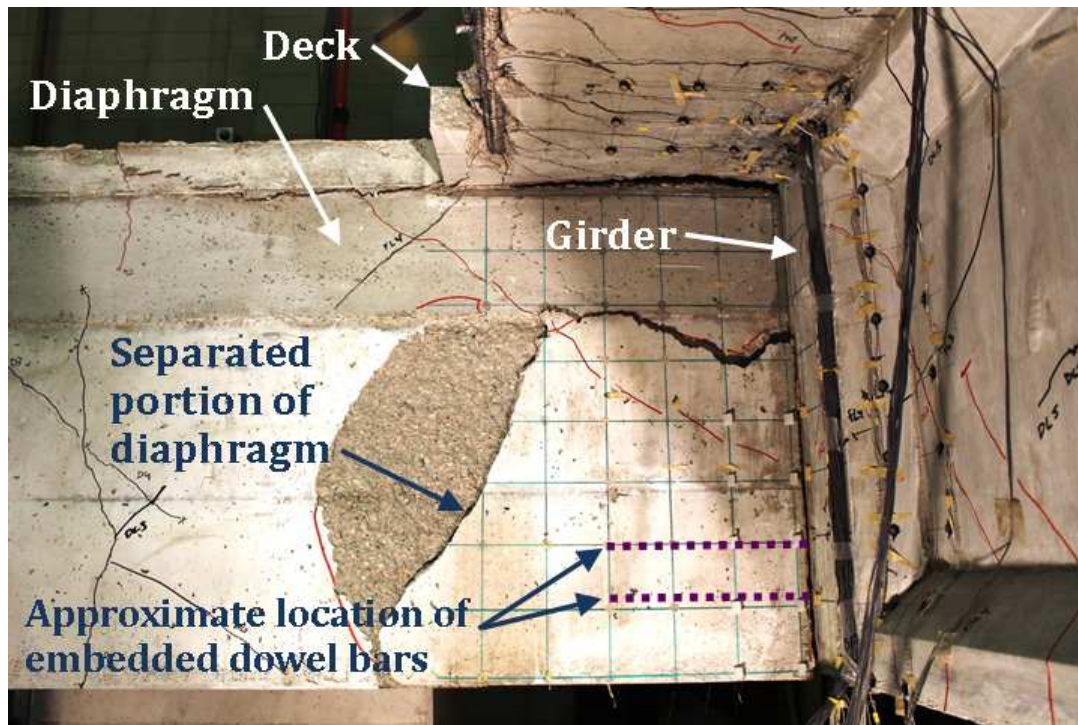 Deck
Diaphragm
Girder
Separated
portion of
diaphragm
Approximate location of
embedded dowel bars